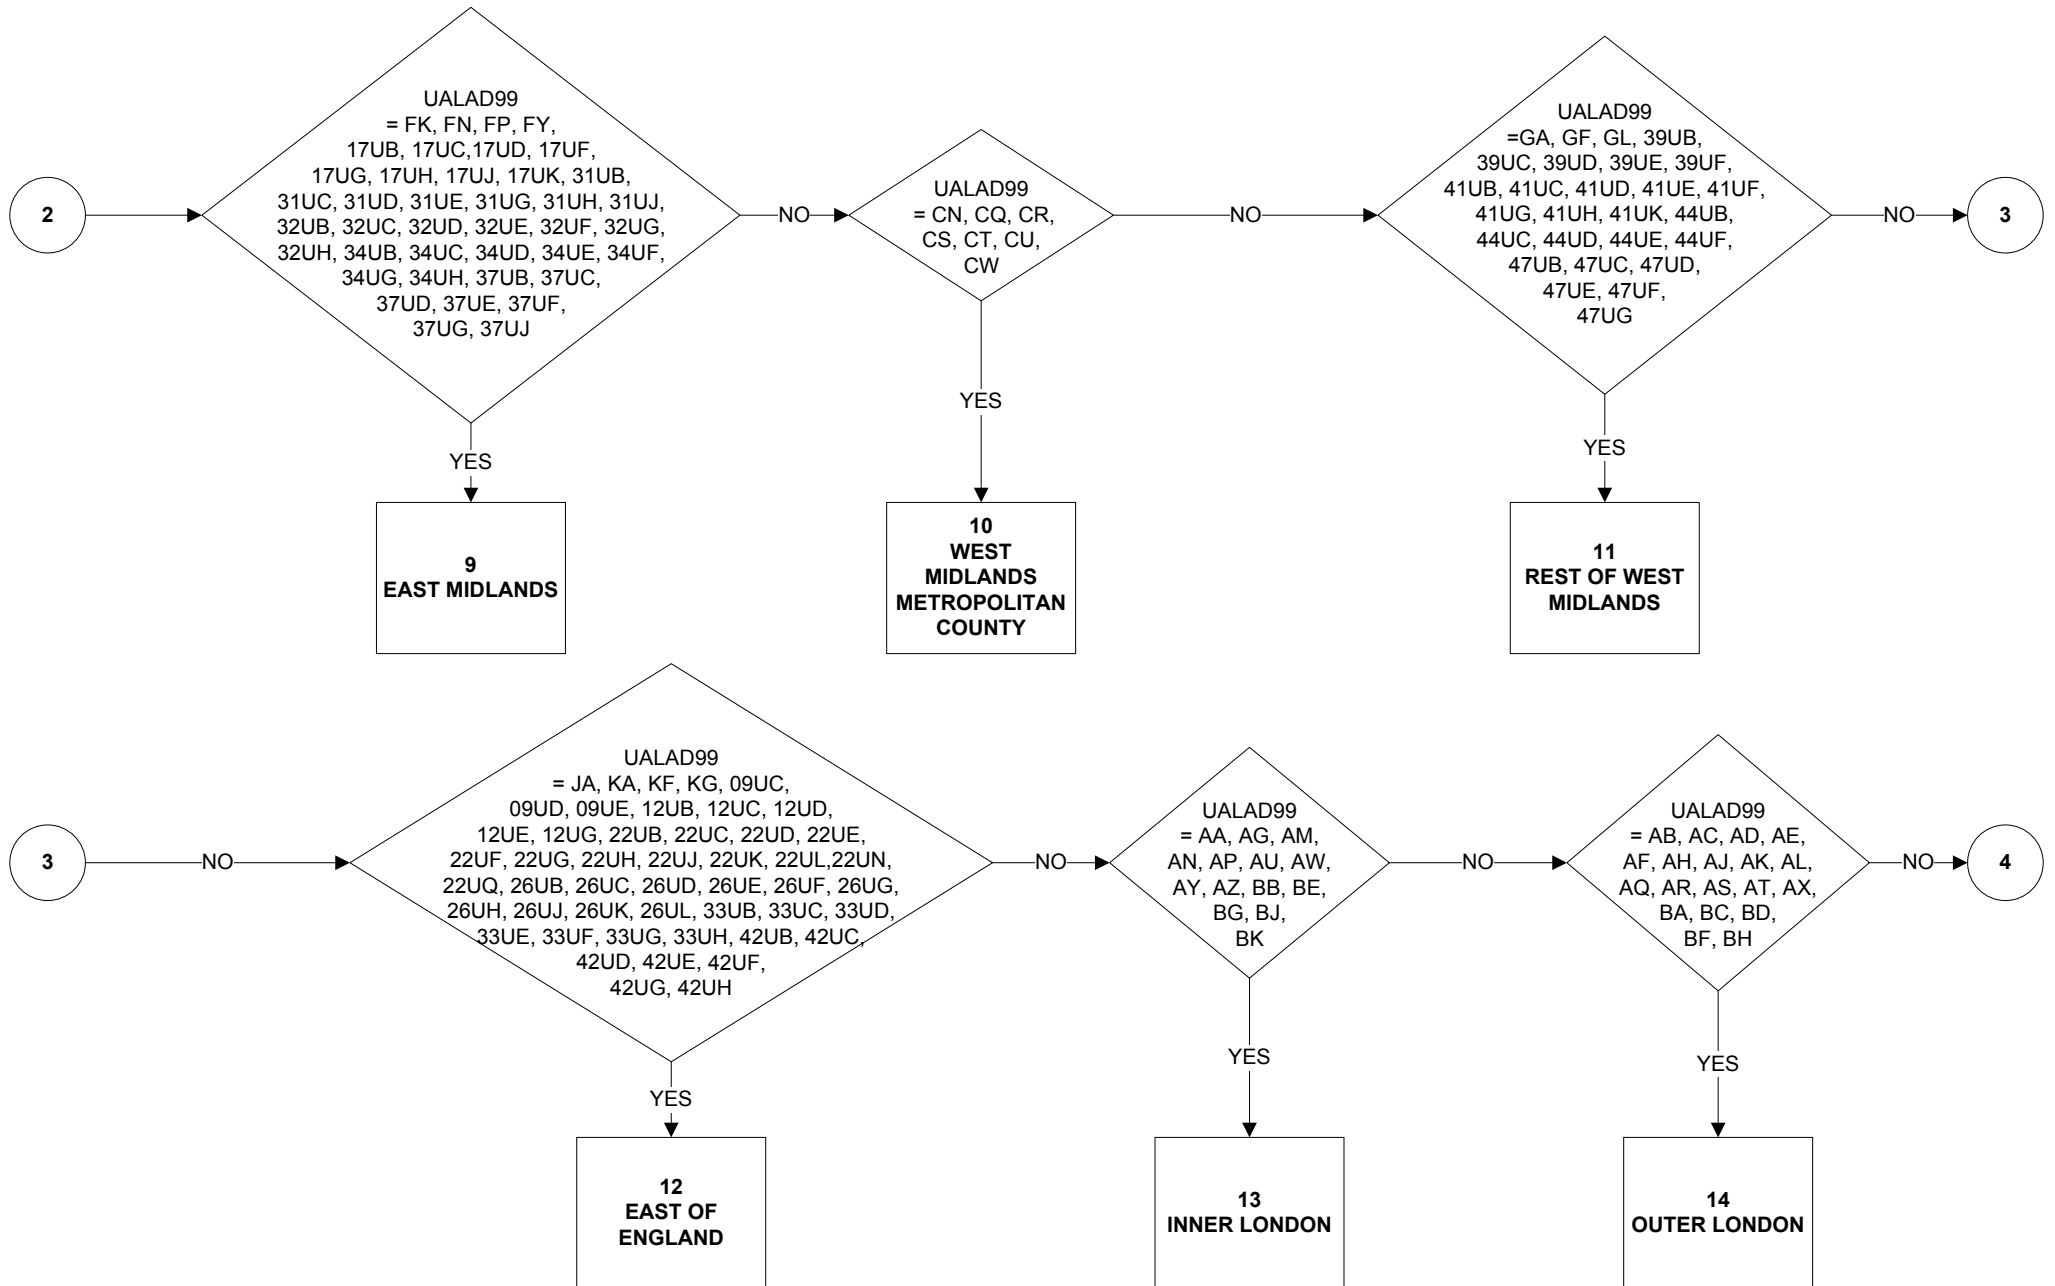 2
UALAD99
= FK, FN, FP, FY,
17UB, 17UC,17UD, 17UF,
17UG, 17UH, 17UJ, 17UK, 31UB,
31UC, 31UD, 31UE, 31UG, 31UH, 31UJ,
32UB, 32UC, 32UD, 32UE, 32UF, 32UG,
32UH, 34UB, 34UC, 34UD, 34UE, 34UF,
34UG, 34UH, 37UB, 37UC,
37UD, 37UE, 37UF,
37UG, 37UJ
NO
UALAD99
= CN, CQ, CR,
CS, CT, CU,
CW
NO
UALAD99
=GA, GF, GL, 39UB,
39UC, 39UD, 39UE, 39UF,
41UB, 41UC, 41UD, 41UE, 41UF,
41UG, 41UH, 41UK, 44UB,
44UC, 44UD, 44UE, 44UF,
47UB, 47UC, 47UD,
47UE, 47UF,
47UG
NO
3
YES
YES
YES
9
EAST MIDLANDS
10
WEST
MIDLANDS
METROPOLITAN
COUNTY
11
REST OF WEST
MIDLANDS
3
NO
UALAD99
= JA, KA, KF, KG, 09UC,
09UD, 09UE, 12UB, 12UC, 12UD,
12UE, 12UG, 22UB, 22UC, 22UD, 22UE,
22UF, 22UG, 22UH, 22UJ, 22UK, 22UL,22UN,
22UQ, 26UB, 26UC, 26UD, 26UE, 26UF, 26UG,
26UH, 26UJ, 26UK, 26UL, 33UB, 33UC, 33UD,
33UE, 33UF, 33UG, 33UH, 42UB, 42UC,
42UD, 42UE, 42UF,
42UG, 42UH
NO
UALAD99
= AA, AG, AM,
AN, AP, AU, AW,
AY, AZ, BB, BE,
BG, BJ,
BK
NO
UALAD99
= AB, AC, AD, AE,
AF, AH, AJ, AK, AL,
AQ, AR, AS, AT, AX,
BA, BC, BD,
BF, BH
NO
4
YES
YES
YES
12
EAST OF
ENGLAND
13
INNER LONDON
14
OUTER LONDON